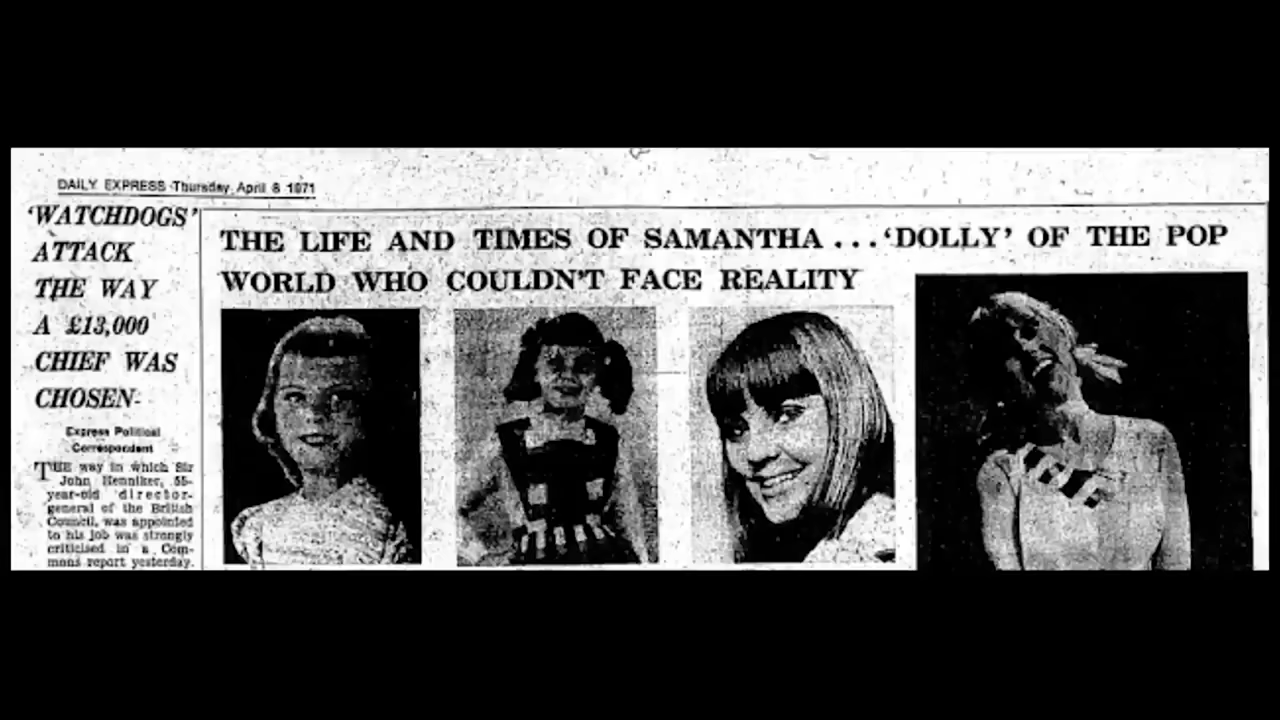 DAILY EXPRESS Thursday April 8 1971
'WATCHDOGS'
ATTACK
THE WAY
A £13,000
CHIEF WAS
CHOSEN
Express Political
Correspondent
THE way in which Sir
John Henniker, 55-
year-old director-
general of the British
Council, was appointed
to his job was strongly
criticised in a Com-
mons report yesterday.
THE LIFE AND TIMES OF SAMANTHA ... 'DOLLY' OF THE POP
WORLD WHO COULDN'T FACE REALITY